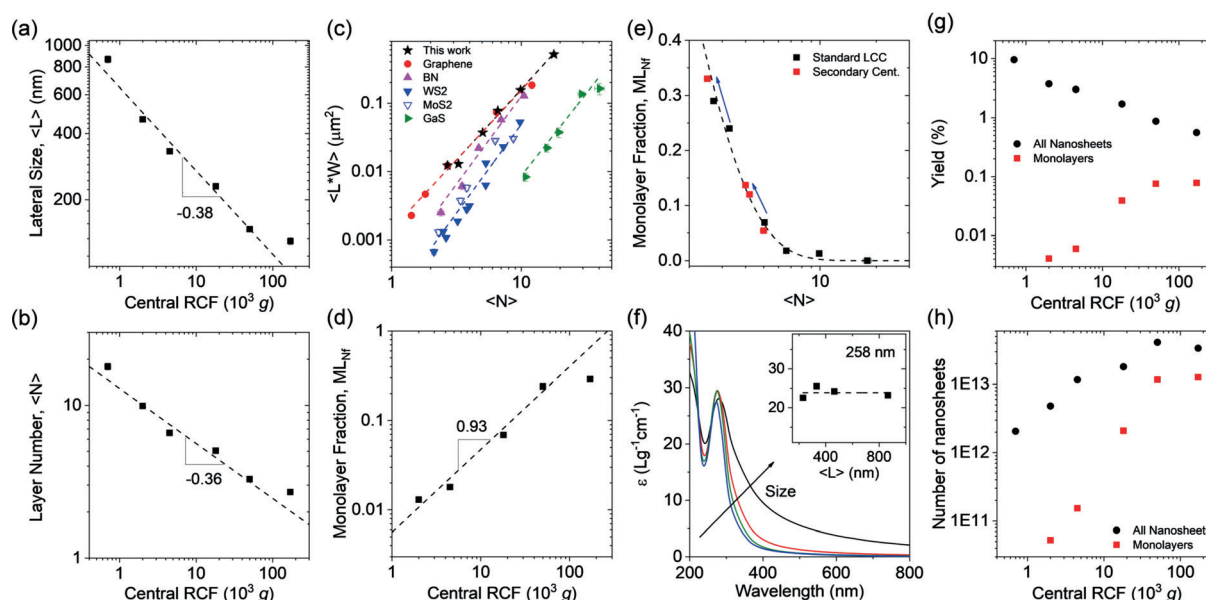 (a)
1000
800
600
400
200
Lateral Size, <L> (nm)
-0.38
1
10
100
Central RCF (10³ g)
(b)
10
1
Layer Number, <N>
-0.36
1
10
100
Central RCF (10³ g)
(c)
This work
Graphene
BN
WS2
MoS2
GaS
0.1
0.01
0.001
<L*W> (μm²)
1
10
<N>
(d)
1
0.1
0.01
Monolayer Fraction, ML_Nf
0.93
1
10
100
Central RCF (10³ g)
(e)
0.4
0.3
0.2
0.1
0.0
Monolayer Fraction, ML_Nf
Standard LCC
Secondary Cent.
10
<N>
(f)
40
30
20
10
0
ε (Lg⁻¹cm⁻¹)
Size
258 nm
30
20
10
400
800
<L> (nm)
200
400
600
800
Wavelength (nm)
(g)
10
1
0.1
0.01
Yield (%)
All Nanosheets
Monolayers
1
10
100
Central RCF (10³ g)
(h)
1E13
1E12
1E11
Number of nanosheets
All Nanosheets
Monolayers
1
10
100
Central RCF (10³ g)